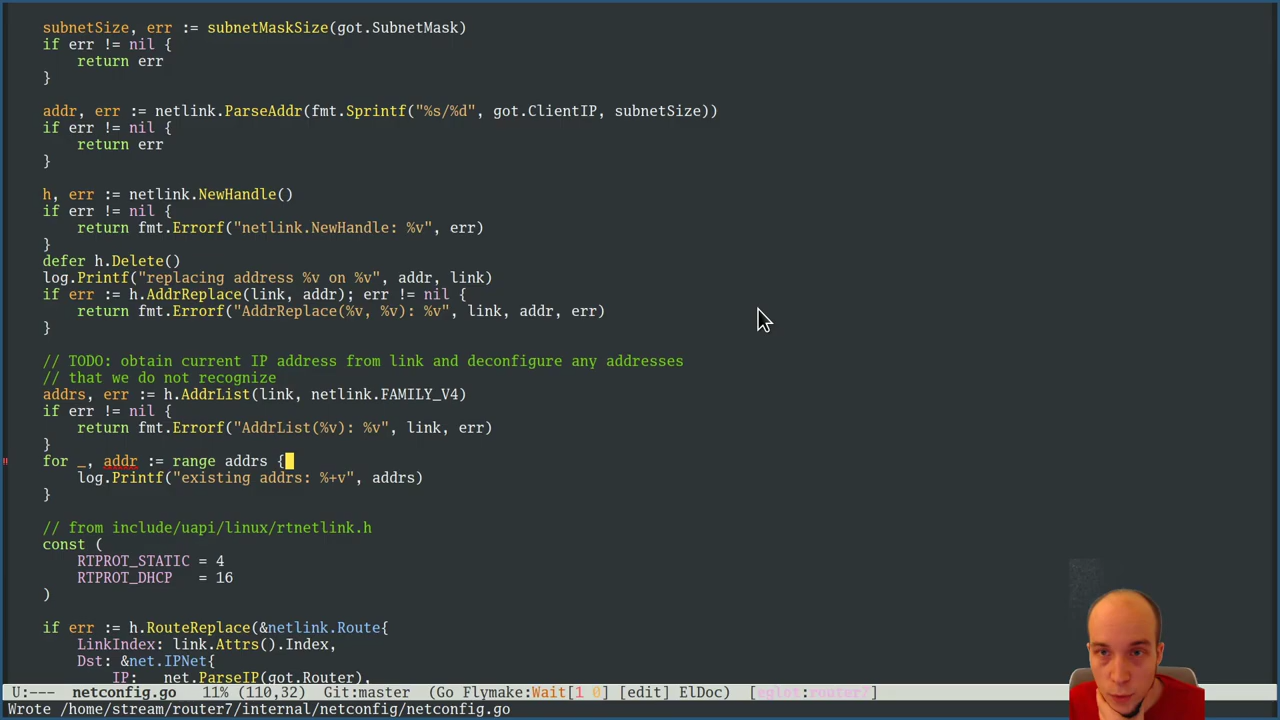 subnetSize, err := subnetMaskSize(got.SubnetMask)
if err != nil {
return err
}
addr, err := netlink.ParseAddr(fmt.Sprintf("%s/%d", got.ClientIP, subnetSize))
if err != nil {
return err
}
h, err := netlink.NewHandle()
if err != nil {
return fmt.Errorf("netlink.NewHandle: %v", err)
}
defer h.Delete()
log.Printf("replacing address %v on %v", addr, link)
if err := h.AddrReplace(link, addr); err != nil {
return fmt.Errorf("AddrReplace(%v, %v): %v", link, addr, err)
}
// TODO: obtain current IP address from link and deconfigure any addresses
// that we do not recognize
addrs, err := h.AddrList(link, netlink.FAMILY_V4)
if err != nil {
return fmt.Errorf("AddrList(%v): %v", link, err)
}
!! for _, addr := range addrs {
log.Printf("existing addrs: %+v", addrs)
}
// from include/uapi/linux/rtnetlink.h
const (
RTPROT_STATIC = 4
RTPROT_DHCP   = 16
)
if err := h.RouteReplace(&netlink.Route{
LinkIndex: link.Attrs().Index,
Dst: &net.IPNet{
IP:   net.ParseIP(got.Router),
U:---  netconfig.go   11% (110,32)  Git:master  (Go Flymake:Wait[1 0] [edit] ElDoc)  [eglot:router7]
Wrote /home/stream/router7/internal/netconfig/netconfig.go